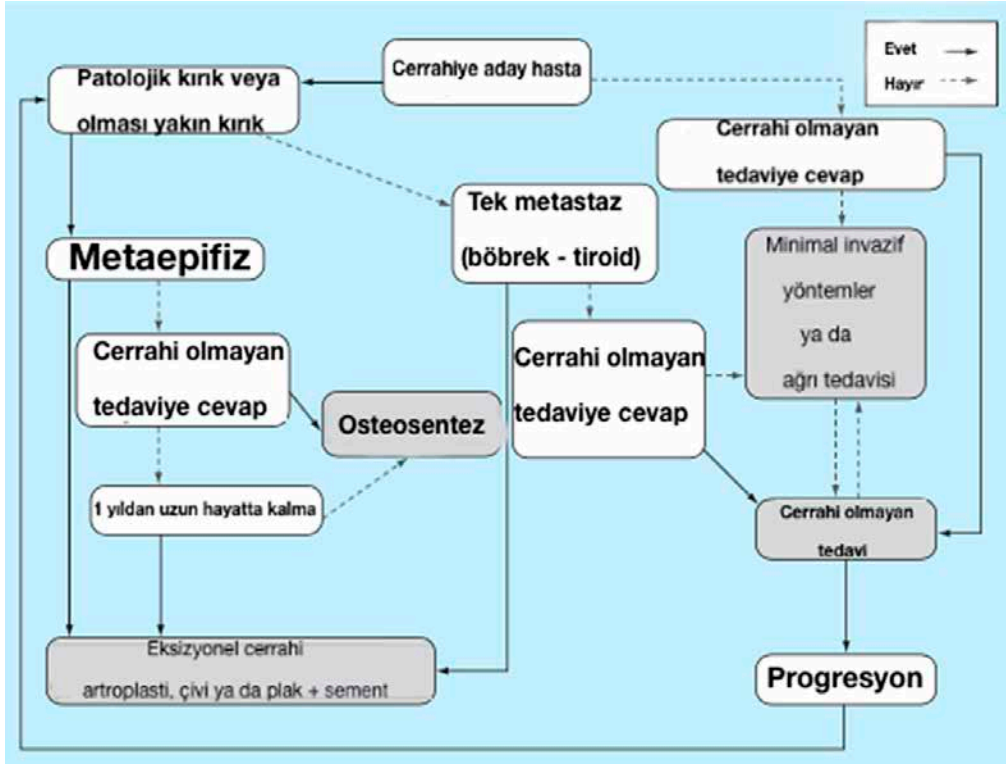 Cerrahiye aday hasta
Evet
Hayır
Patolojik kırık veya
olması yakın kırık
Cerrahi olmayan
tedaviye cevap
Tek metastaz
(böbrek - tiroid)
Metaepifiz
Minimal invazif
yöntemler
ya da
ağrı tedavisi
Cerrahi olmayan
tedaviye cevap
Cerrahi olmayan
tedaviye cevap
Osteosentez
1 yıldan uzun hayatta kalma
Cerrahi olmayan
tedavi
Eksizyonel cerrahi
artroplasti, çivi ya da plak + sement
Progresyon